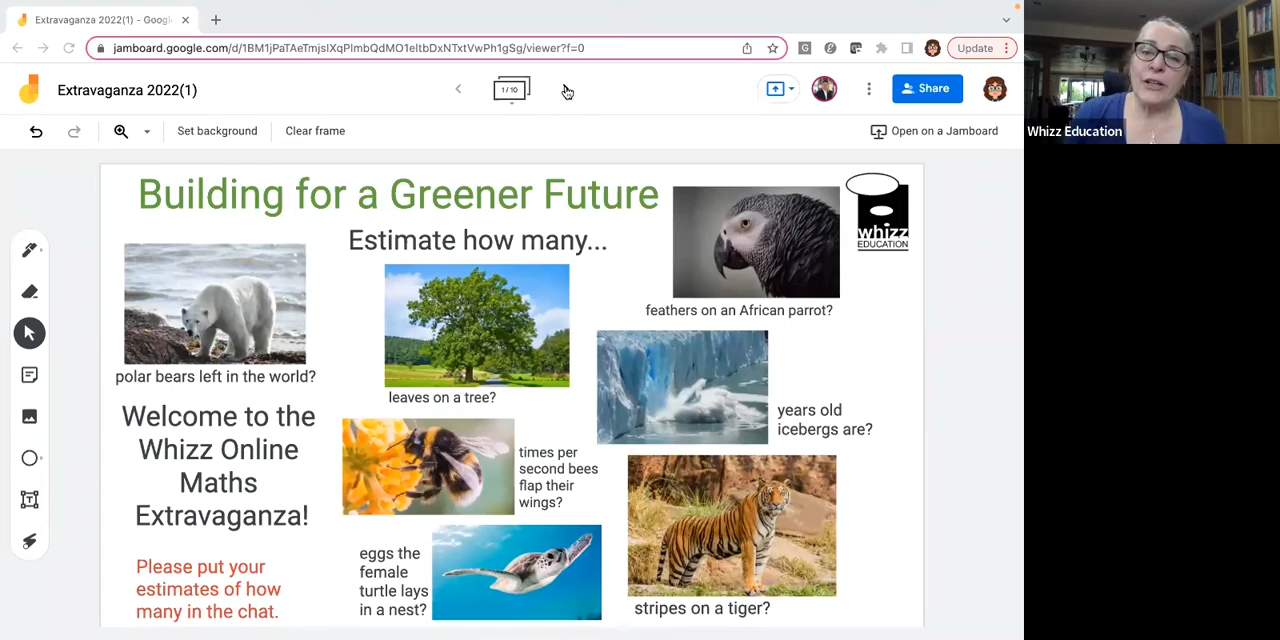 Extravaganza 2022(1) - Googl
jamboard.google.com/d/1BM1jPaTAeTmjsIXqPlmbQdMO1eltbDxNTxtVwPh1gSg/viewer?f=0
Update
Extravaganza 2022(1)
1 / 10
Share
Set background
Clear frame
Open on a Jamboard
Whizz Education
Building for a Greener Future
Estimate how many...
whizz
EDUCATION
feathers on an African parrot?
polar bears left in the world?
leaves on a tree?
years old
icebergs are?
Welcome to the
Whizz Online
Maths
Extravaganza!
times per
second bees
flap their
wings?
eggs the
female
turtle lays
in a nest?
stripes on a tiger?
Please put your
estimates of how
many in the chat.